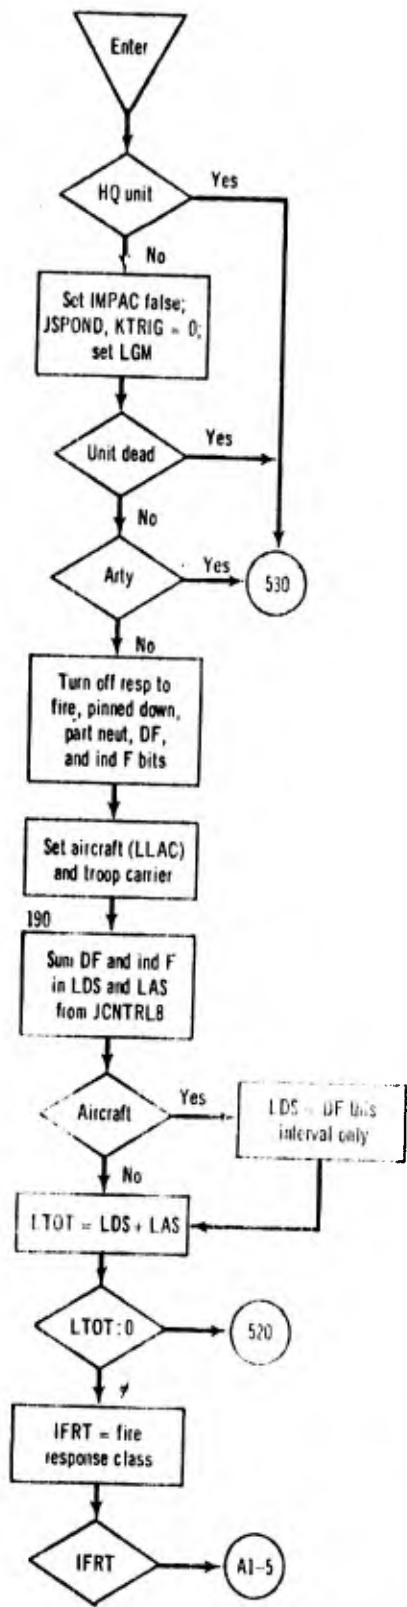 Enter
HQ unit
Yes
No
Set IMPAC false;
JSPOND, KTRIG = 0;
set LGM
Unit dead
Yes
No
Arty
Yes
530
No
Turn off resp to
fire, pinned down,
part neut, DF,
and ind F bits
Set aircraft (LLAC)
and troop carrier
190
Sum DF and ind F
in LDS and LAS
from JCNTRL8
Aircraft
Yes
LDS = DF this
interval only
No
LTOT = LDS + LAS
LTOT:0
520
≠
IFRT = fire
response class
IFRT
A1-5